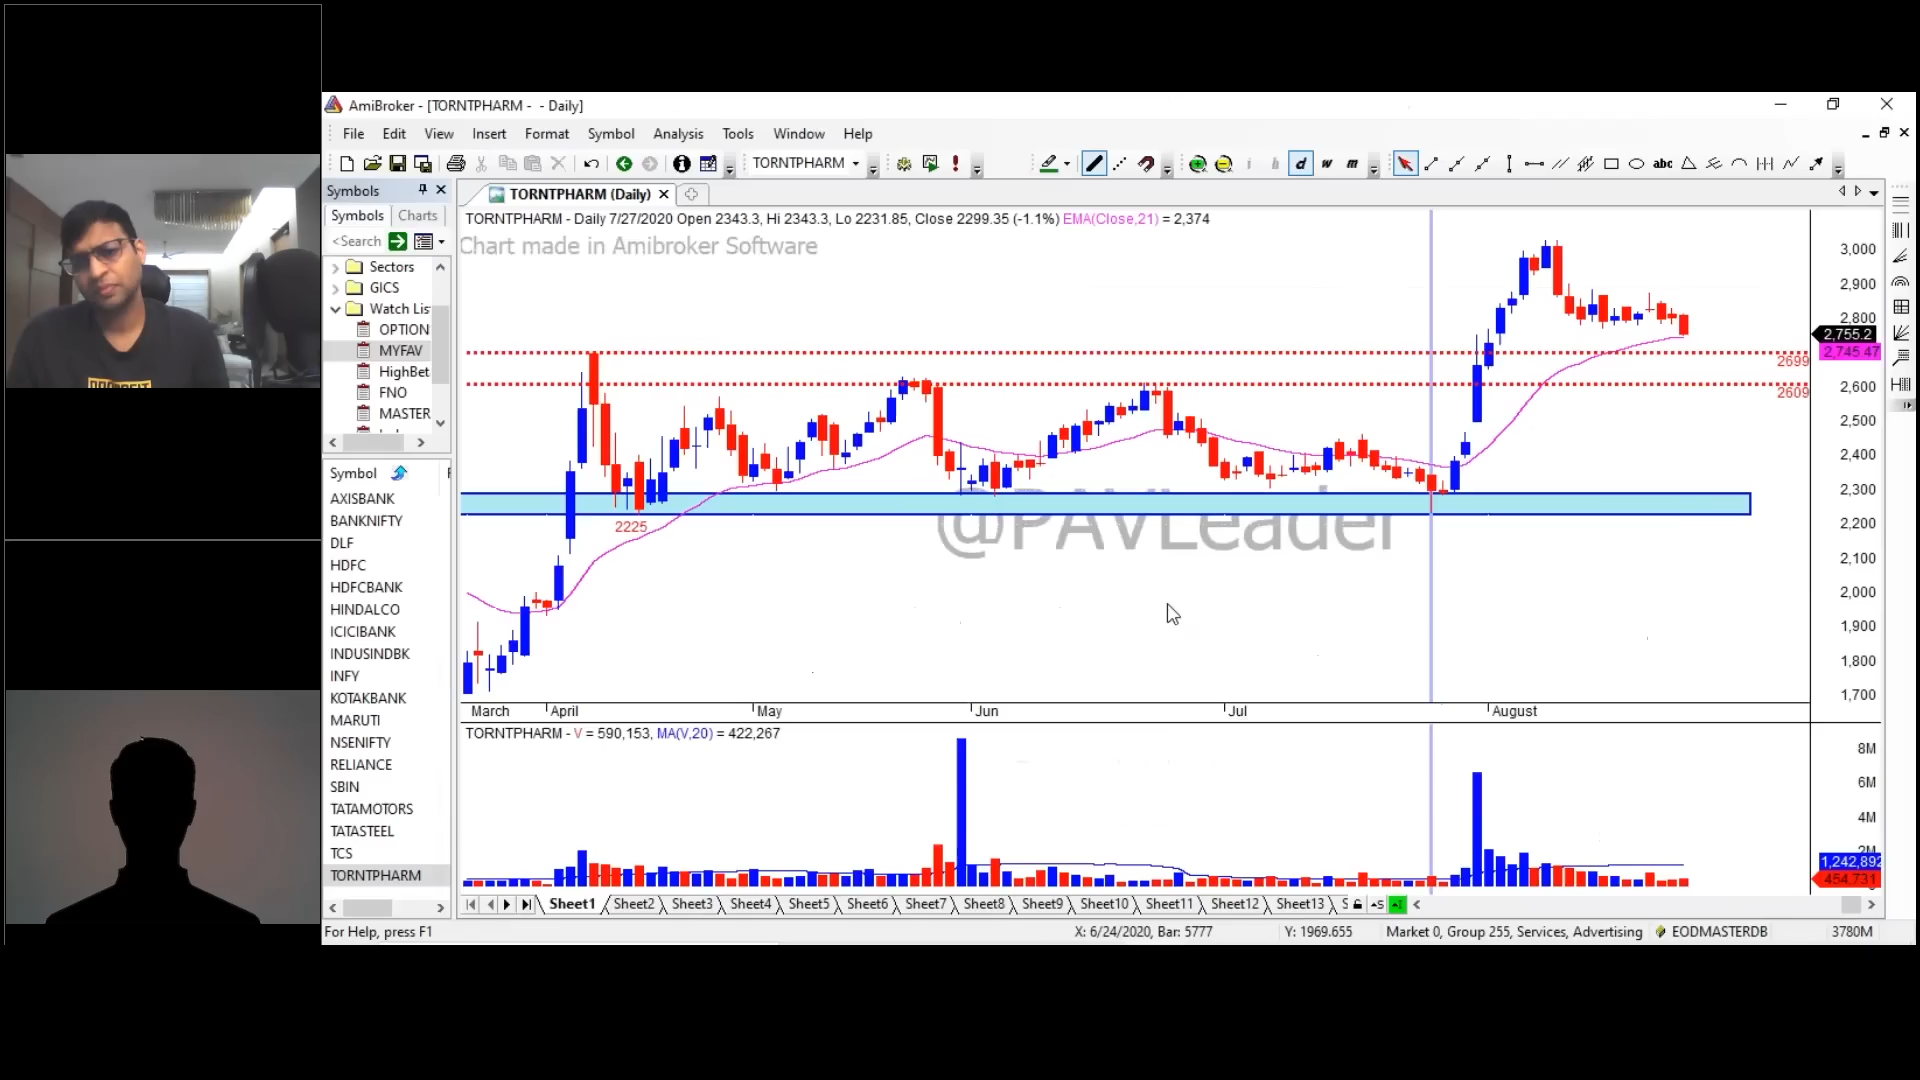 AmiBroker - [TORNTPHARM - - Daily]
File Edit View Insert Format Symbol Analysis Tools Window Help
TORNTPHARM
d w m
abc
Symbols
Symbols Charts
<Search
Sectors
GICS
Watch Lis
OPTION
MYFAV
HighBet
FNO
MASTER
Symbol
AXISBANK
BANKNIFTY
DLF
HDFC
HDFCBANK
HINDALCO
ICICIBANK
INDUSINDBK
INFY
KOTAKBANK
MARUTI
NSENIFTY
RELIANCE
SBIN
TATAMOTORS
TATASTEEL
TCS
TORNTPHARM
TORNTPHARM (Daily)
TORNTPHARM - Daily 7/27/2020 Open 2343.3, Hi 2343.3, Lo 2231.85, Close 2299.35 (-1.1%) EMA(Close,21) = 2,374
Chart made in Amibroker Software
3,000
2,900
2,800
2,755.2
2,745.47
2699
2,600
2609
2,500
2,400
2,300
2,200
2,100
2,000
1,900
1,800
1,700
2225
@PAVLeader
March April May Jun Jul August
TORNTPHARM - V = 590,153, MA(V,20) = 422,267
8M
6M
4M
2M
1,242,892
454,731
Sheet1 Sheet2 Sheet3 Sheet4 Sheet5 Sheet6 Sheet7 Sheet8 Sheet9 Sheet10 Sheet11 Sheet12 Sheet13 S
For Help, press F1
X: 6/24/2020, Bar: 5777 Y: 1969.655 Market 0, Group 255, Services, Advertising EODMASTERDB 3780M